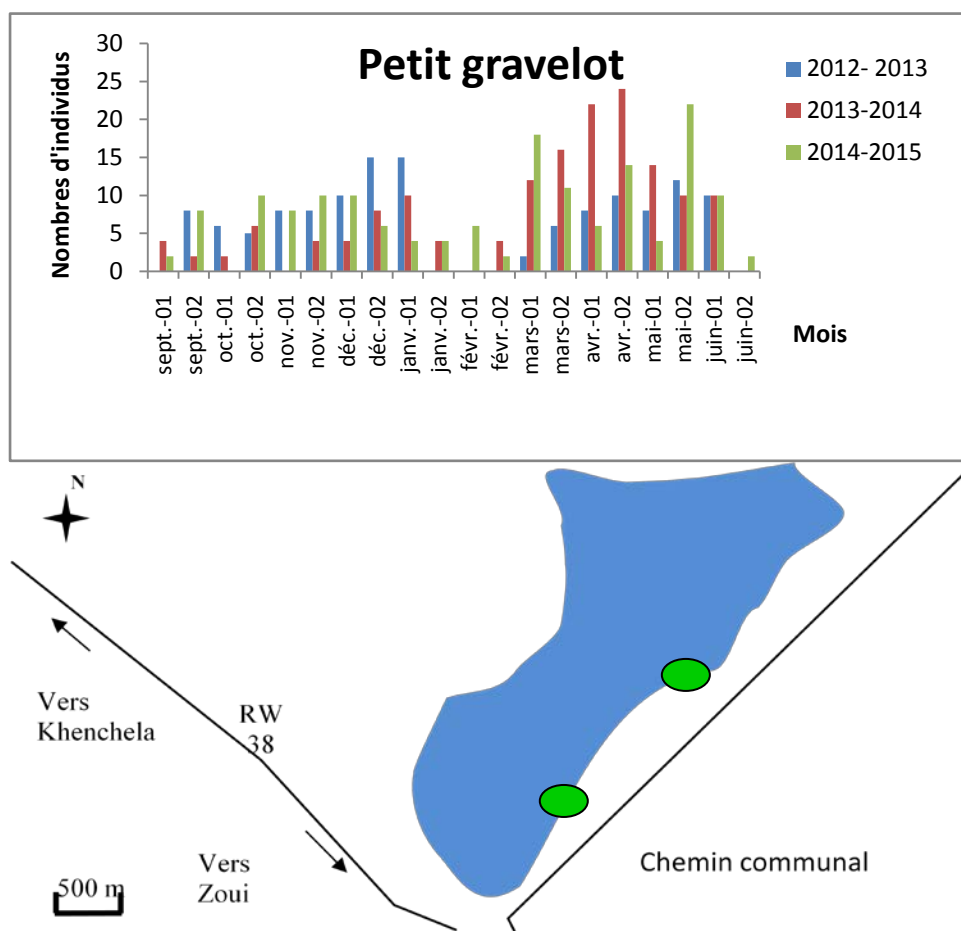 Petit gravelot
Nombres d'individus
30
25
20
15
10
5
0
2012- 2013
2013-2014
2014-2015
sept.-01
sept.-02
oct.-01
oct.-02
nov.-01
nov.-02
déc.-01
déc.-02
janv.-01
janv.-02
févr.-01
févr.-02
mars-01
mars-02
avr.-01
avr.-02
mai-01
mai-02
juin-01
juin-02
Mois
N
Vers
Khenchela
RW
38
Vers
Zoui
500 m
Chemin communal